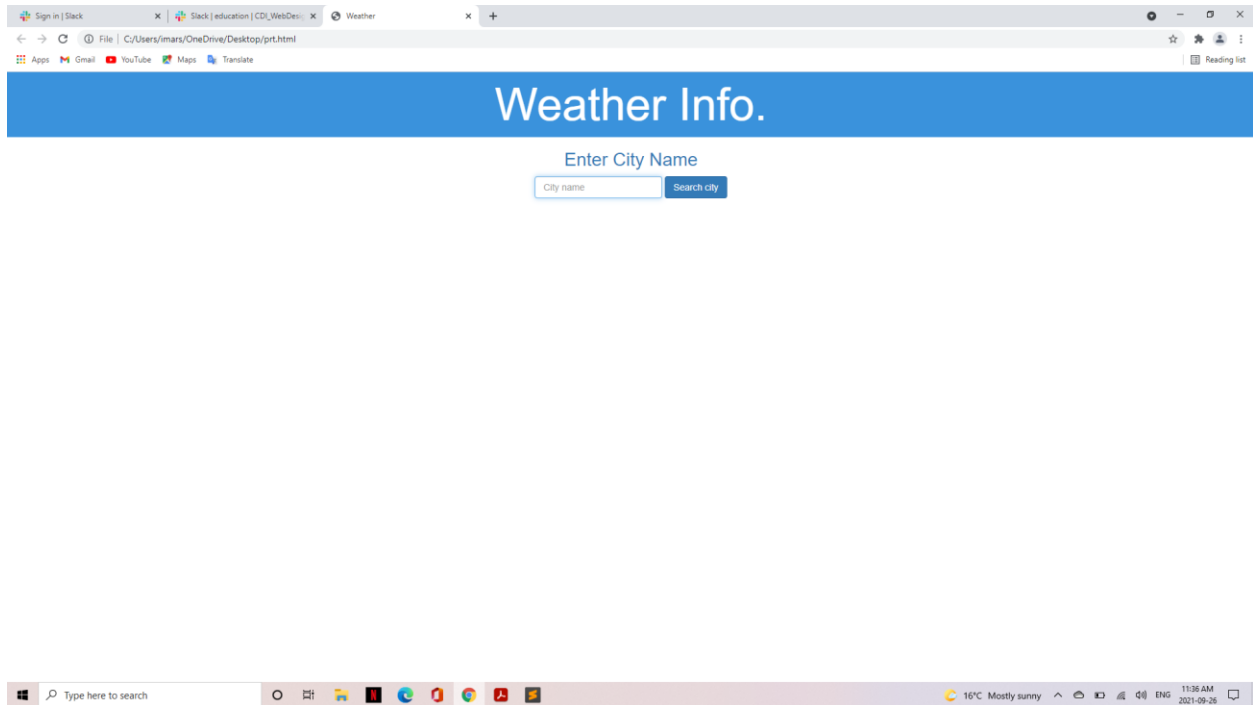 Sign in | Slack
Slack | education | CDI_WebDesig
Weather
File | C:/Users/imars/OneDrive/Desktop/prt.html
Apps Gmail YouTube Maps Translate Reading list
Weather Info.
Enter City Name
City name Search city
Type here to search
16°C Mostly sunny ENG 11:36 AM
2021-09-26